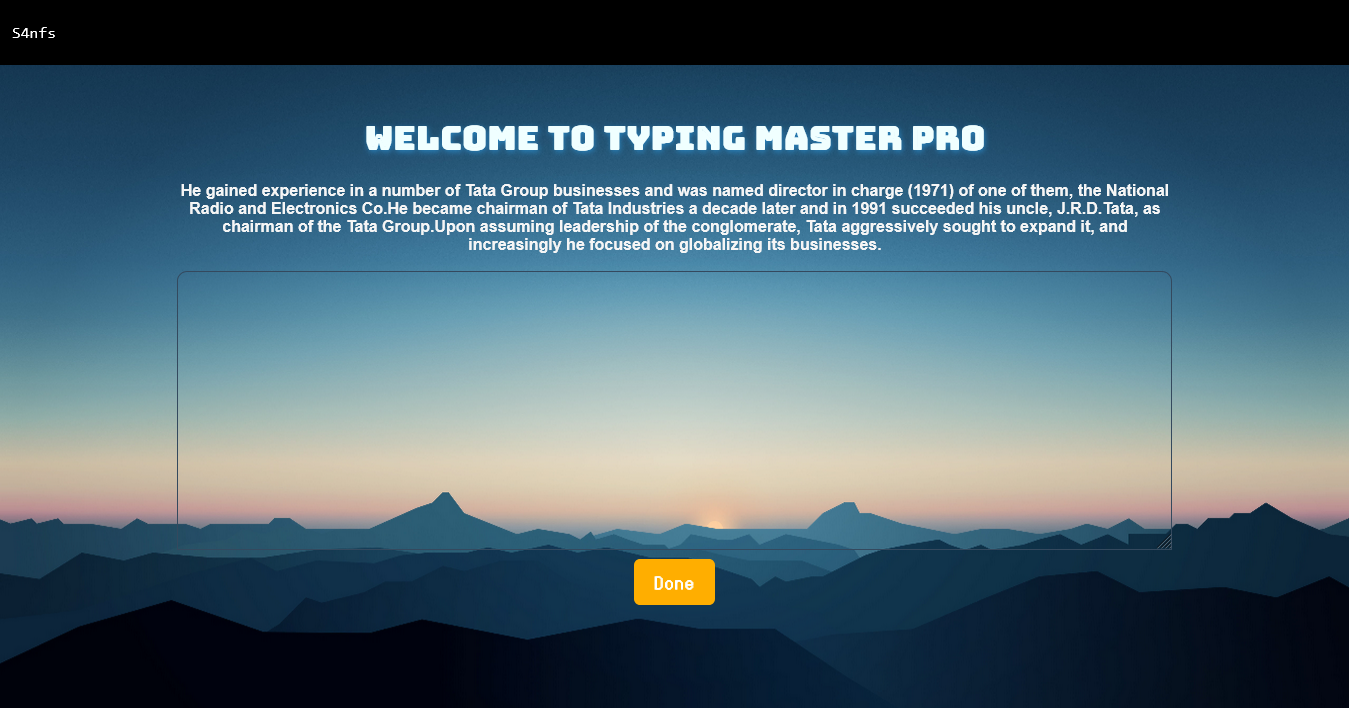 S4nfs
WELCOME TO TYPING MASTER PRO
He gained experience in a number of Tata Group businesses and was named director in charge (1971) of one of them, the National
Radio and Electronics Co.He became chairman of Tata Industries a decade later and in 1991 succeeded his uncle, J.R.D.Tata, as
chairman of the Tata Group.Upon assuming leadership of the conglomerate, Tata aggressively sought to expand it, and
increasingly he focused on globalizing its businesses.
Done